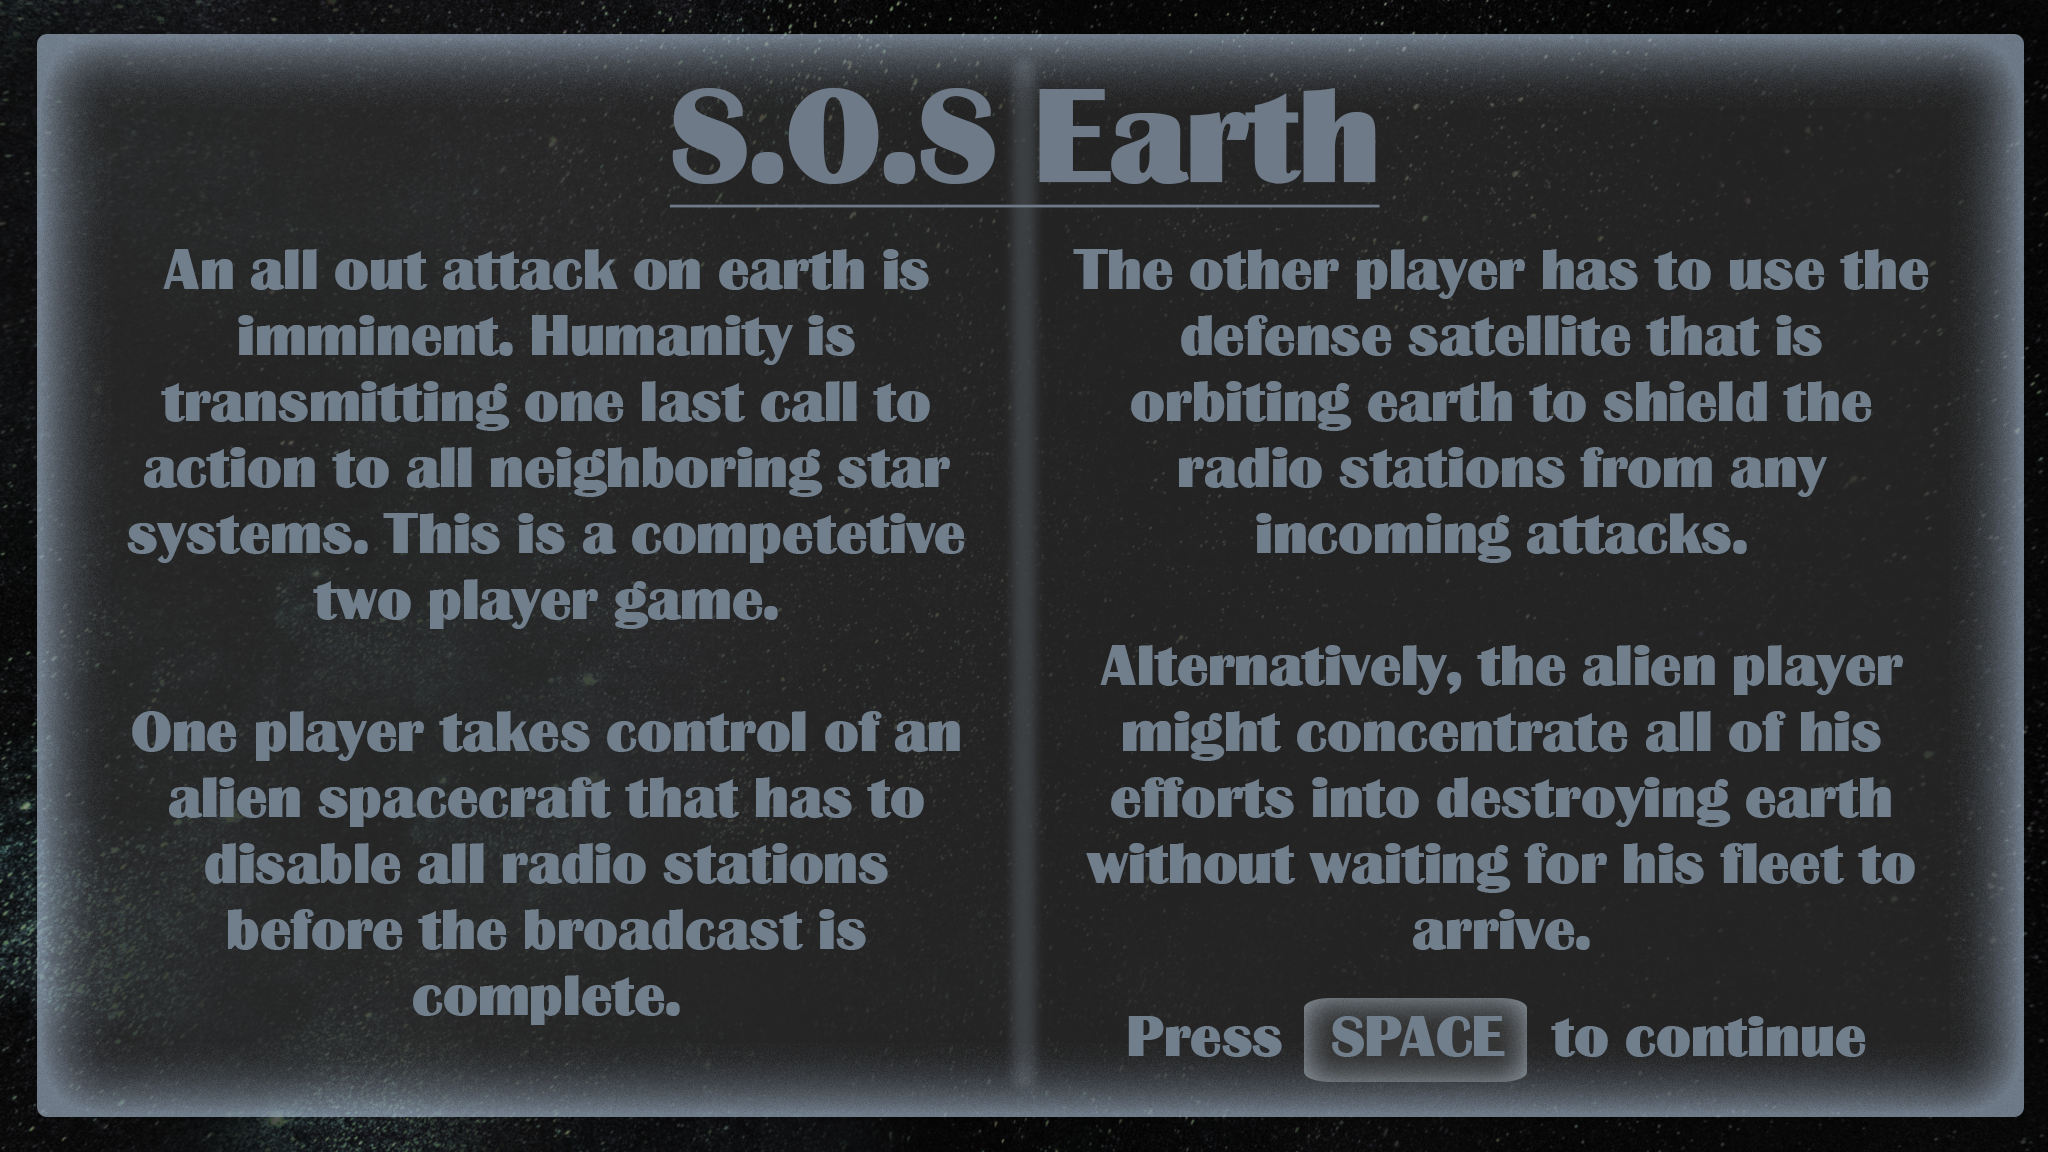 S.O.S Earth
An all out attack on earth is
imminent. Humanity is
transmitting one last call to
action to all neighboring star
systems. This is a competetive
two player game.
One player takes control of an
alien spacecraft that has to
disable all radio stations
before the broadcast is
complete.
The other player has to use the
defense satellite that is
orbiting earth to shield the
radio stations from any
incoming attacks.
Alternatively, the alien player
might concentrate all of his
efforts into destroying earth
without waiting for his fleet to
arrive.
Press SPACE to continue